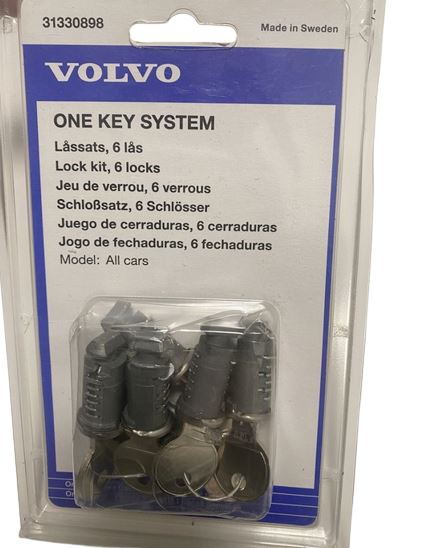 31330898
Made in Sweden
VOLVO
ONE KEY SYSTEM
Låssats, 6 lås
Lock kit, 6 locks
Jeu de verrou, 6 verrous
Schloßsatz, 6 Schlösser
Juego de cerraduras, 6 cerraduras
Jogo de fechaduras, 6 fechaduras
Model: All cars